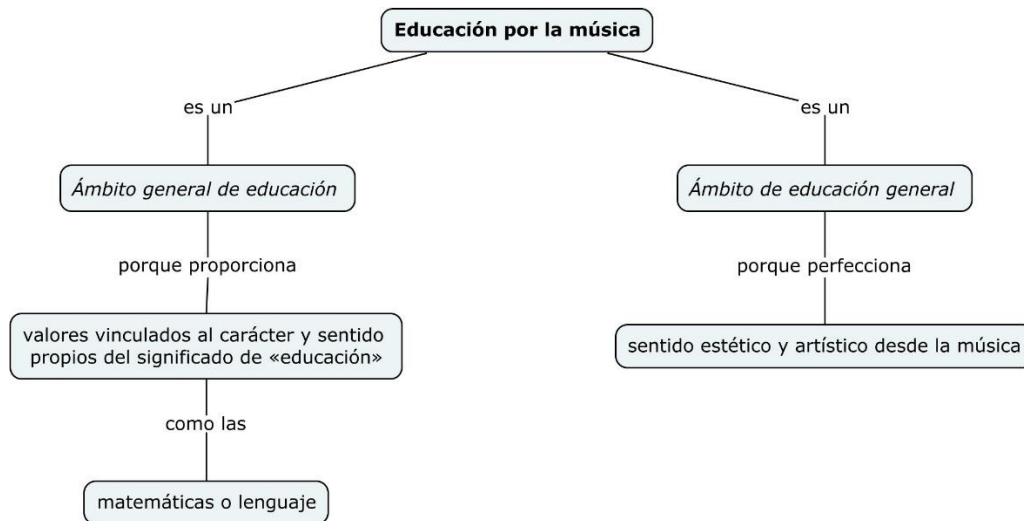 Educación por la música
es un
es un
Ámbito general de educación
Ámbito de educación general
porque proporciona
porque perfecciona
valores vinculados al carácter y sentido
propios del significado de «educación»
sentido estético y artístico desde la música
como las
matemáticas o lenguaje